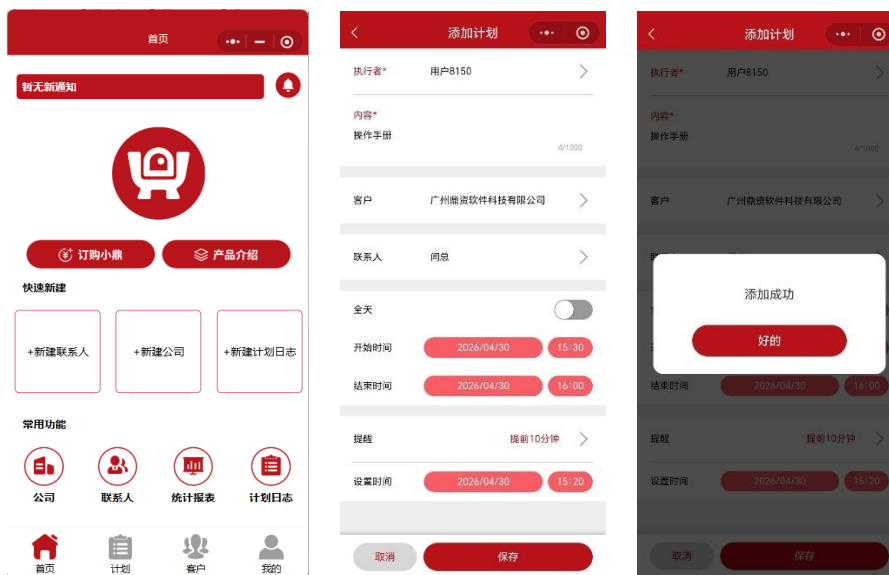 首页
暂无新通知
订购小鼎
产品介绍
快速新建
+新建联系人
+新建公司
+新建计划日志
常用功能
公司
联系人
统计报表
计划日志
首页
计划
客户
我的
添加计划
执行者* 用户8150
内容*
操作手册
4/1000
客户 广州鼎资软件科技有限公司
联系人 闾总
全天
开始时间 2026/04/30 15:30
结束时间 2026/04/30 16:00
提醒 提前10分钟
设置时间 2026/04/30 15:20
取消 保存
添加计划
执行者* 用户8150
内容*
操作手册
4/1000
客户 广州鼎资软件科技有限公司
添加成功
好的
结束时间 2026/04/30 16:00
提醒 提前10分钟
设置时间 2026/04/30 15:20
取消 保存